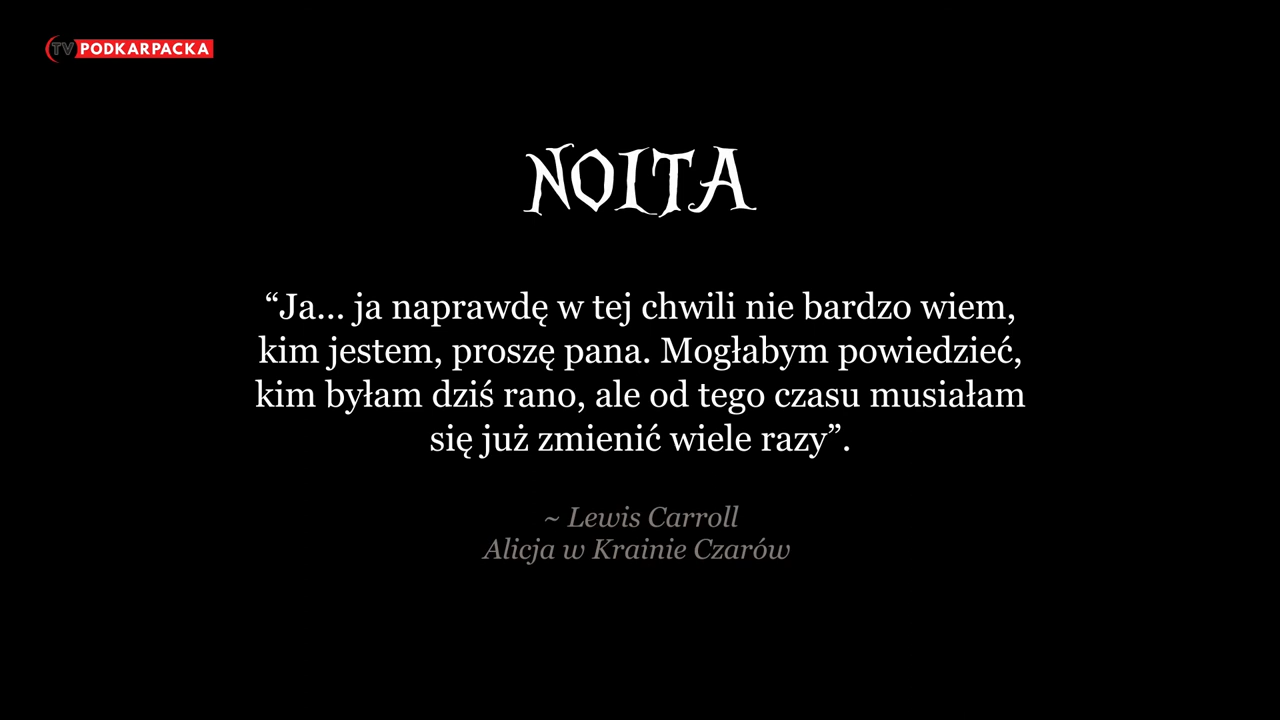 TV PODKARPACKA
NOITA
“Ja... ja naprawdę w tej chwili nie bardzo wiem,
kim jestem, proszę pana. Mogłabym powiedzieć,
kim byłam dziś rano, ale od tego czasu musiałam
się już zmienić wiele razy”.
~ Lewis Carroll
Alicja w Krainie Czarów